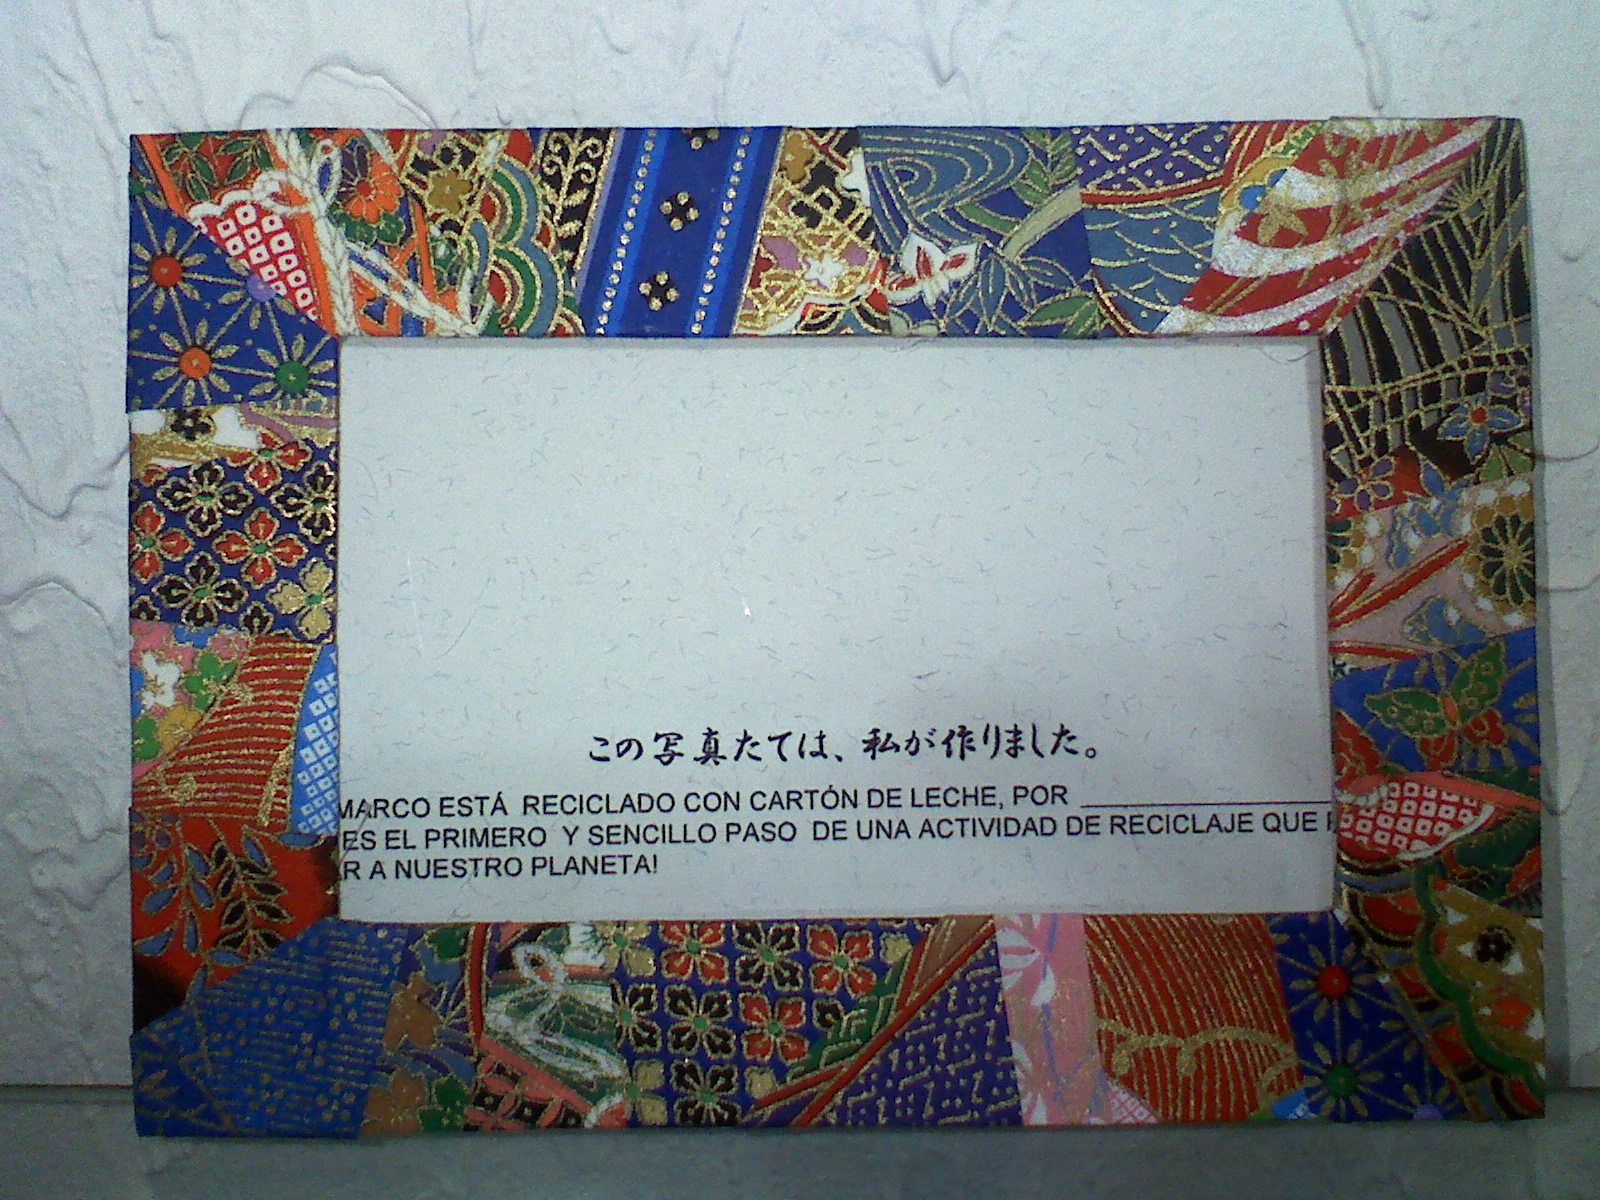 この写真たては、私が作りました。
MARCO ESTÁ RECICLADO CON CARTÓN DE LECHE, POR ____________________
ES EL PRIMERO Y SENCILLO PASO DE UNA ACTIVIDAD DE RECICLAJE QUE
R A NUESTRO PLANETA!